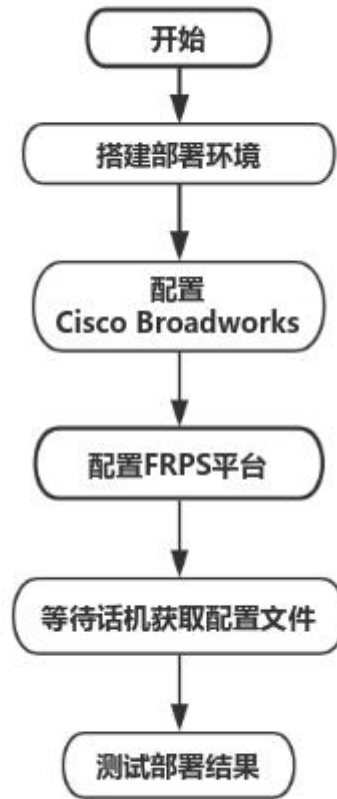 开始
搭建部署环境
配置
Cisco Broadworks
配置FRPS平台
等待话机获取配置文件
测试部署结果